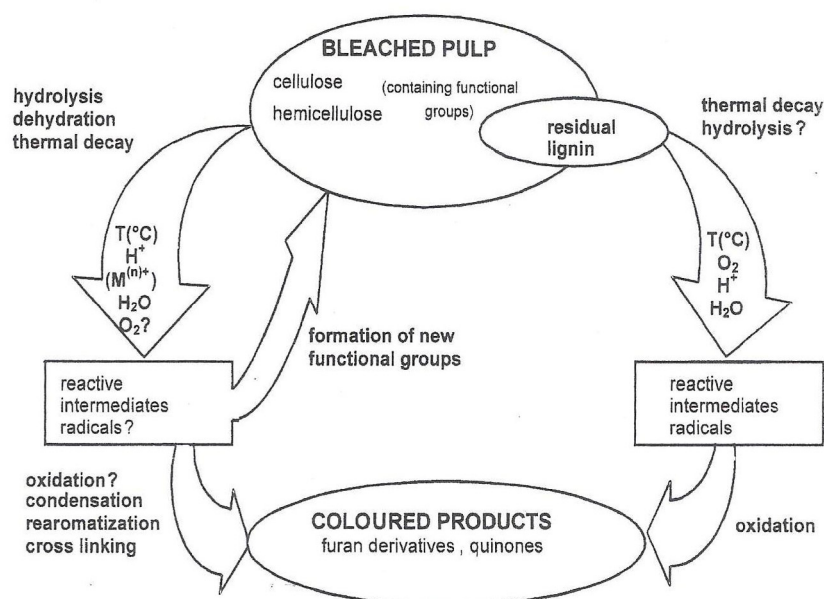 BLEACHED PULP
cellulose (containing functional
hemicellulose groups)
residual
lignin
hydrolysis
dehydration
thermal decay
thermal decay
hydrolysis?
T(°C)
H⁺
(M⁽ⁿ⁾⁺)
H₂O
O₂?
T(°C)
O₂
H⁺
H₂O
formation of new
functional groups
reactive
intermediates
radicals?
reactive
intermediates
radicals
oxidation?
condensation
rearomatization
cross linking
oxidation
COLOURED PRODUCTS
furan derivatives , quinones